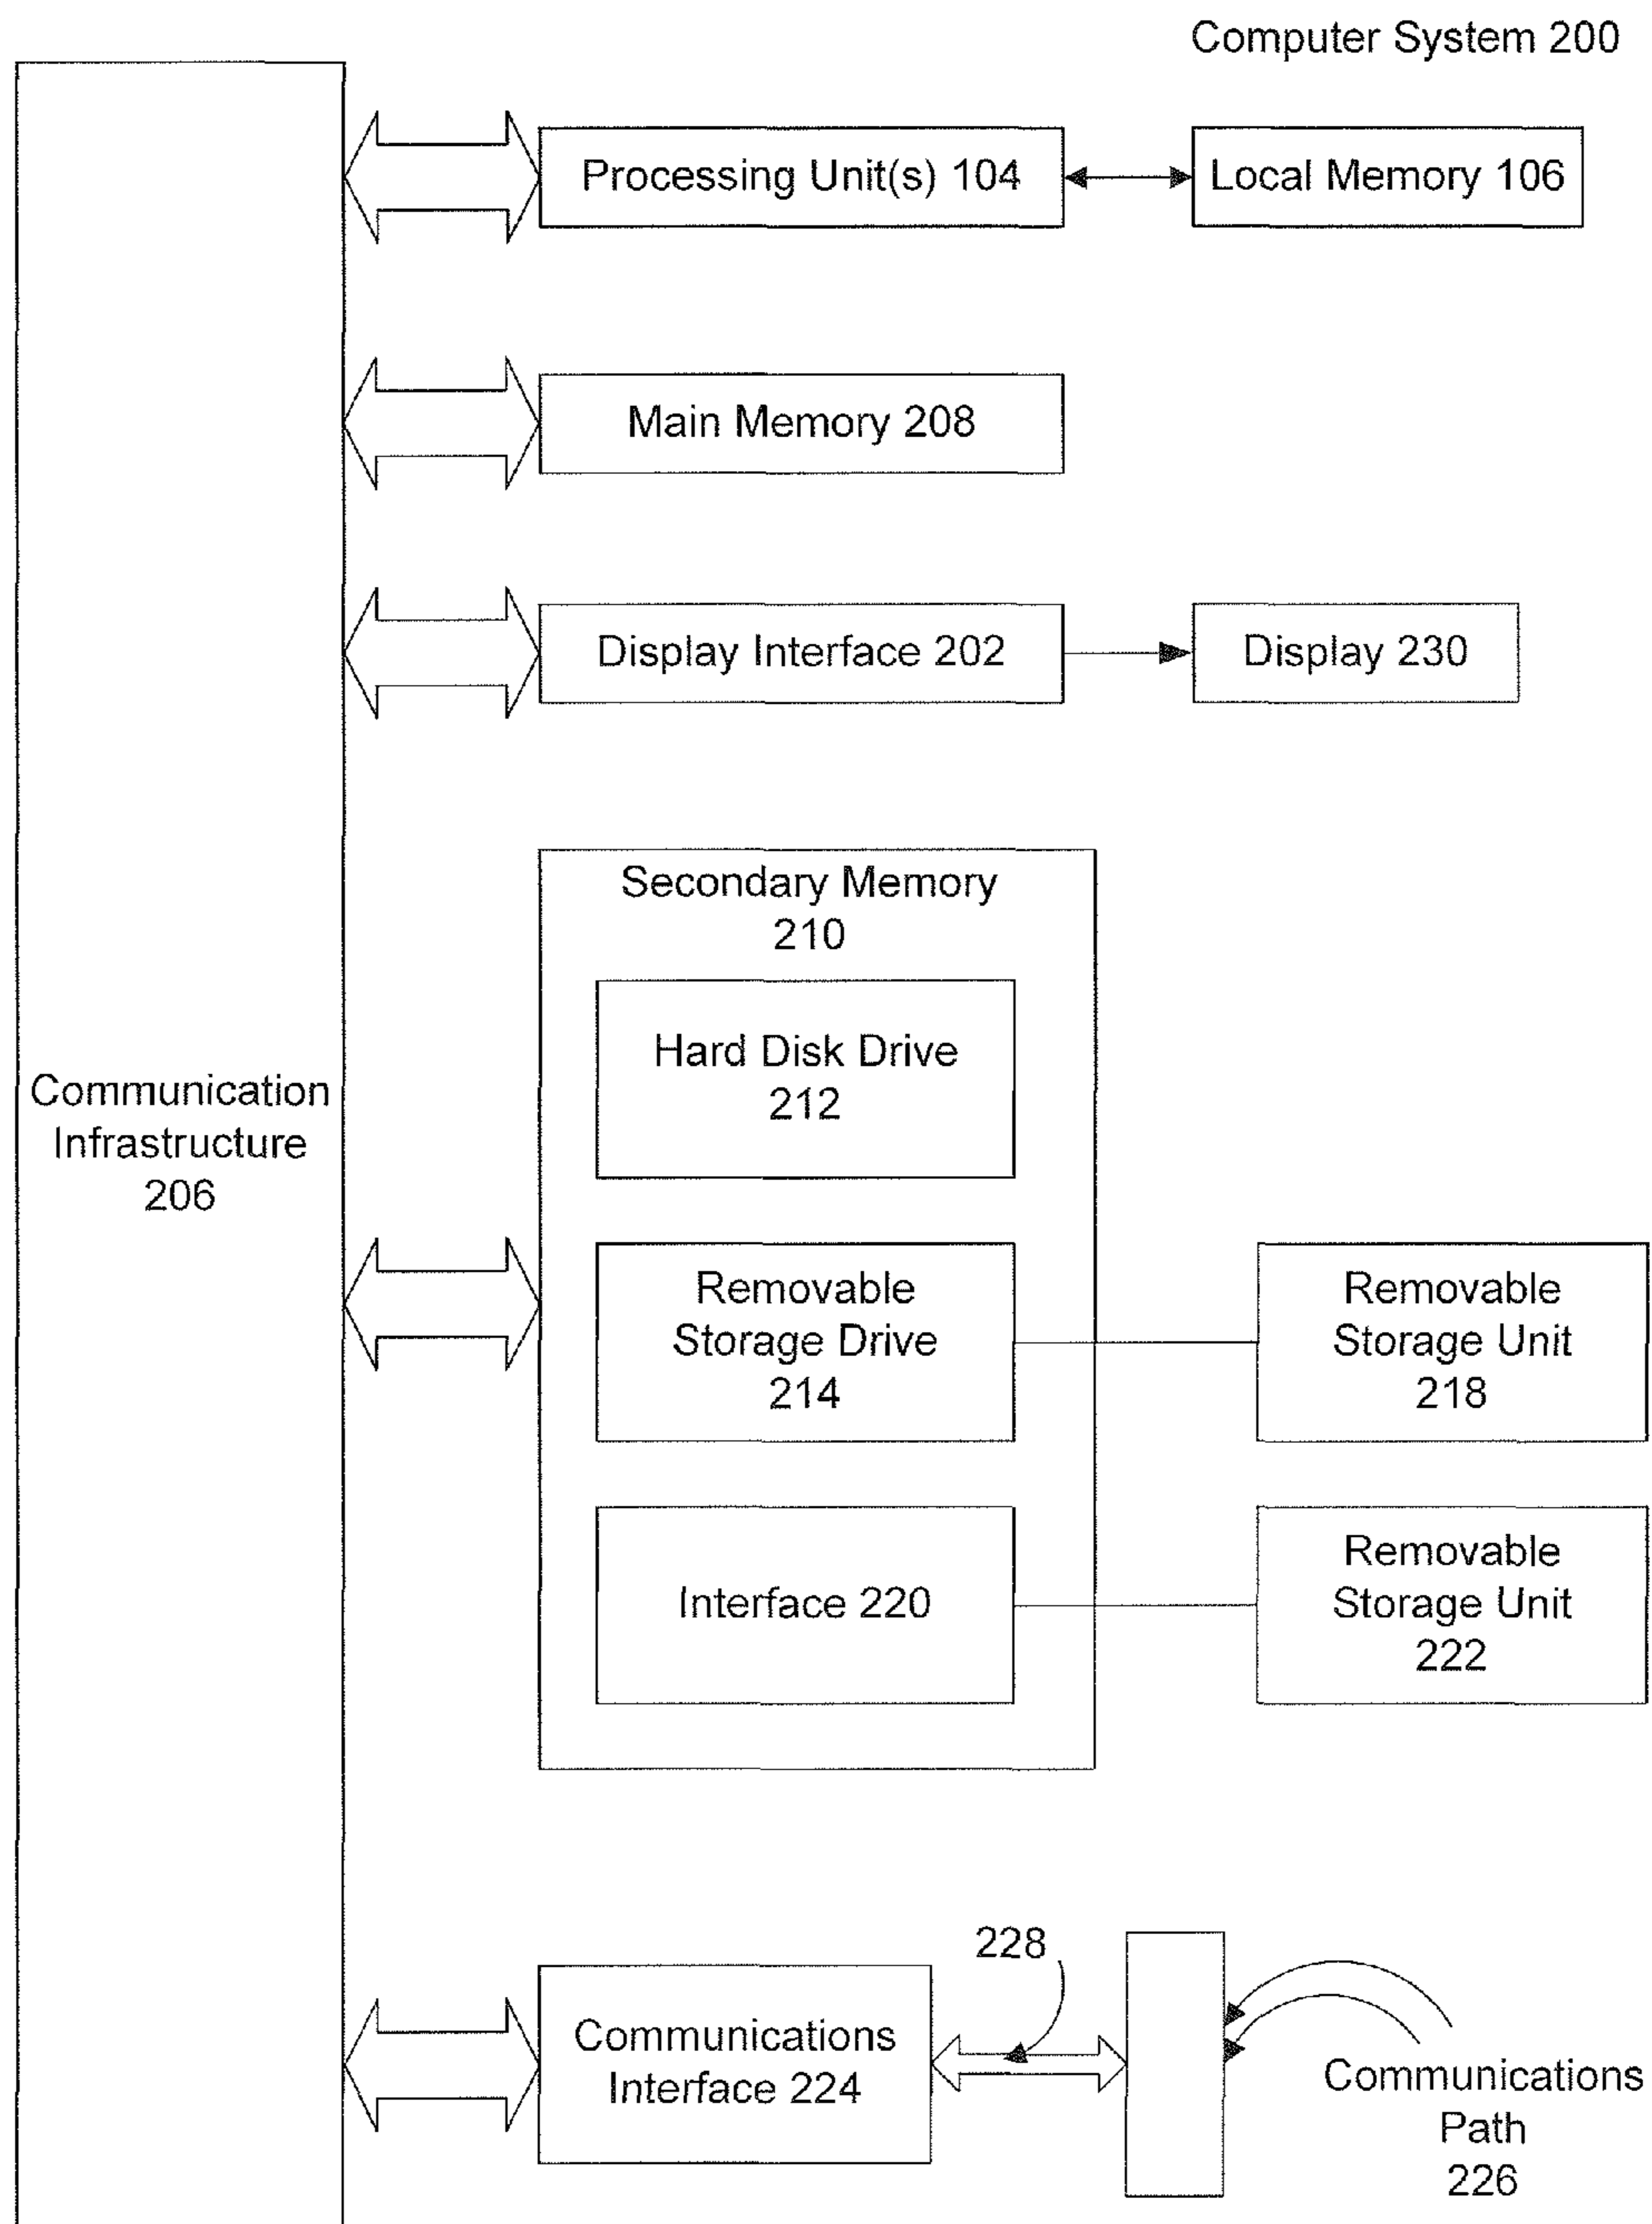 Computer System 200
Processing Unit(s) 104
Local Memory 106
Main Memory 208
Display Interface 202
Display 230
Secondary Memory
210
Hard Disk Drive
212
Communication
Infrastructure
206
Removable
Storage Drive
214
Removable
Storage Unit
218
Interface 220
Removable
Storage Unit
222
228
Communications
Interface 224
Communications
Path
226